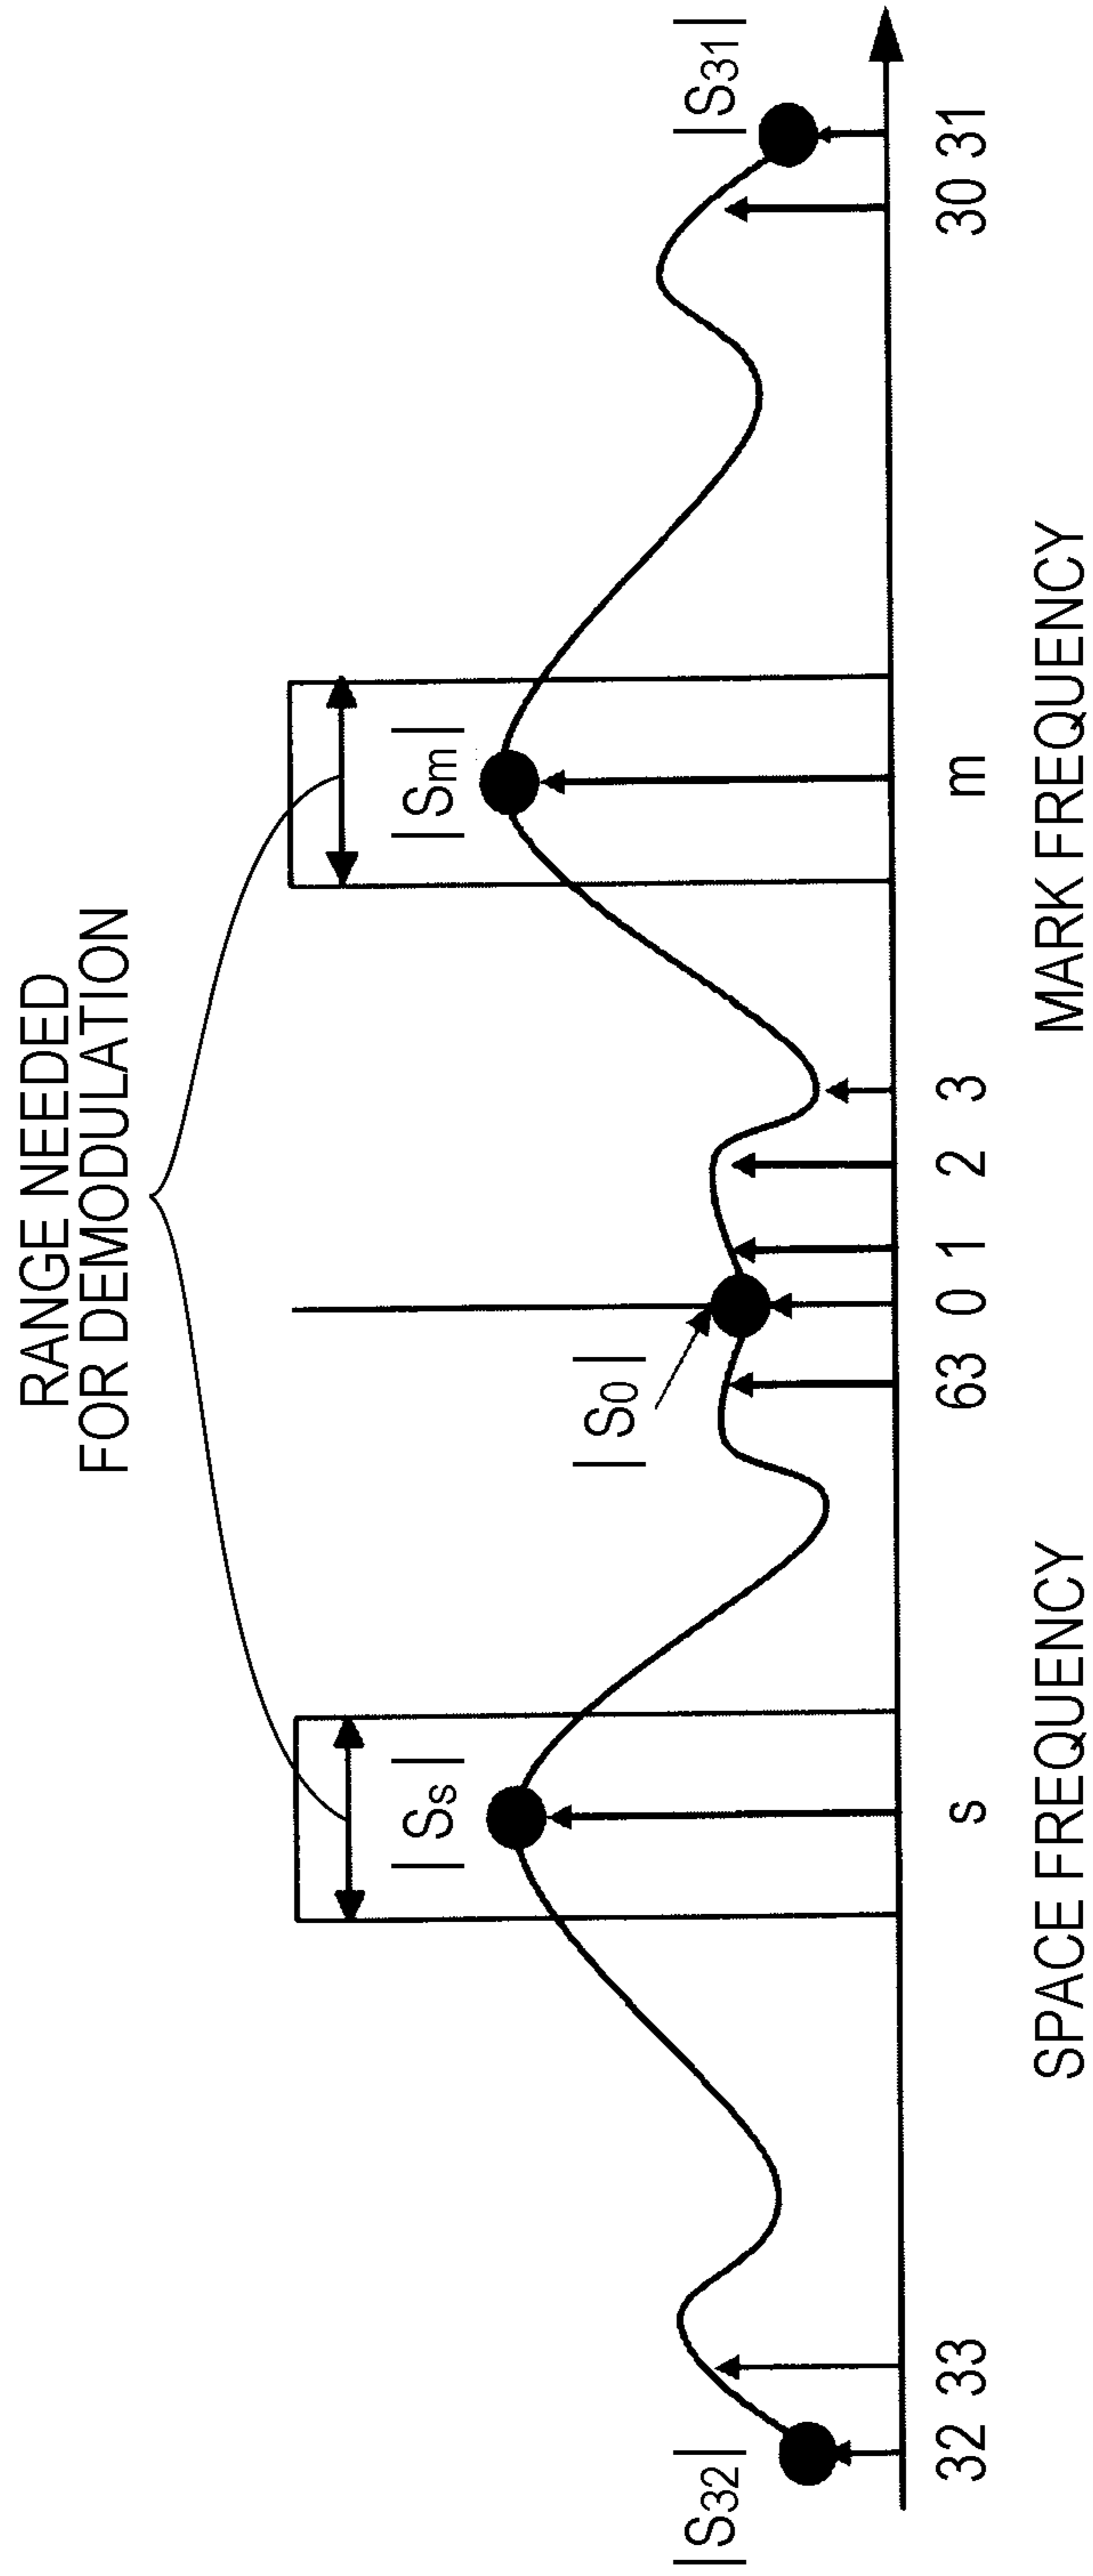 RANGE NEEDED
FOR DEMODULATION
|S32|
|Ss|
|S0|
|Sm|
|S31|
32 33 s 63 0 1 2 3 m 30 31
SPACE FREQUENCY MARK FREQUENCY